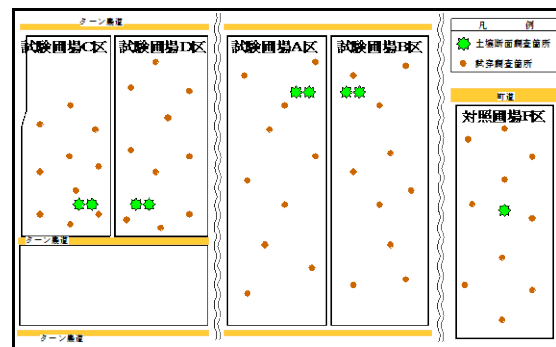 ターン農道
試験圃場C区
試験圃場D区
試験圃場A区
試験圃場B区
凡 例
土壌断面調査箇所
試穿調査箇所
町道
対照圃場E区
ターン農道
ターン農道